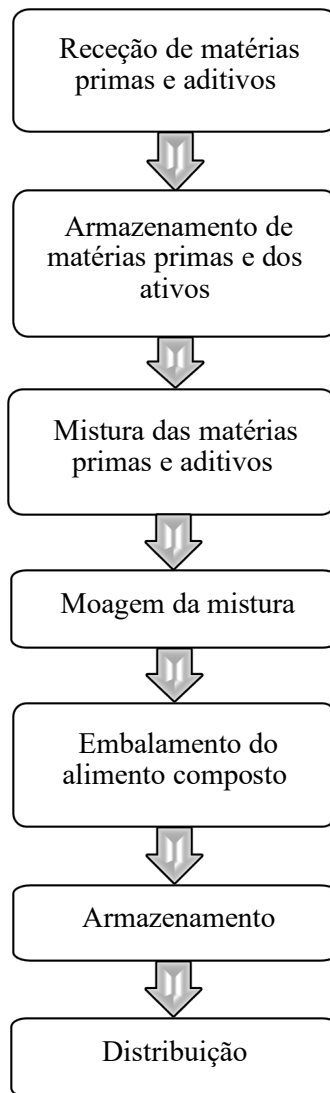 Receção de matérias
primas e aditivos
Armazenamento de
matérias primas e dos
ativos
Mistura das matérias
primas e aditivos
Moagem da mistura
Embalamento do
alimento composto
Armazenamento
Distribuição